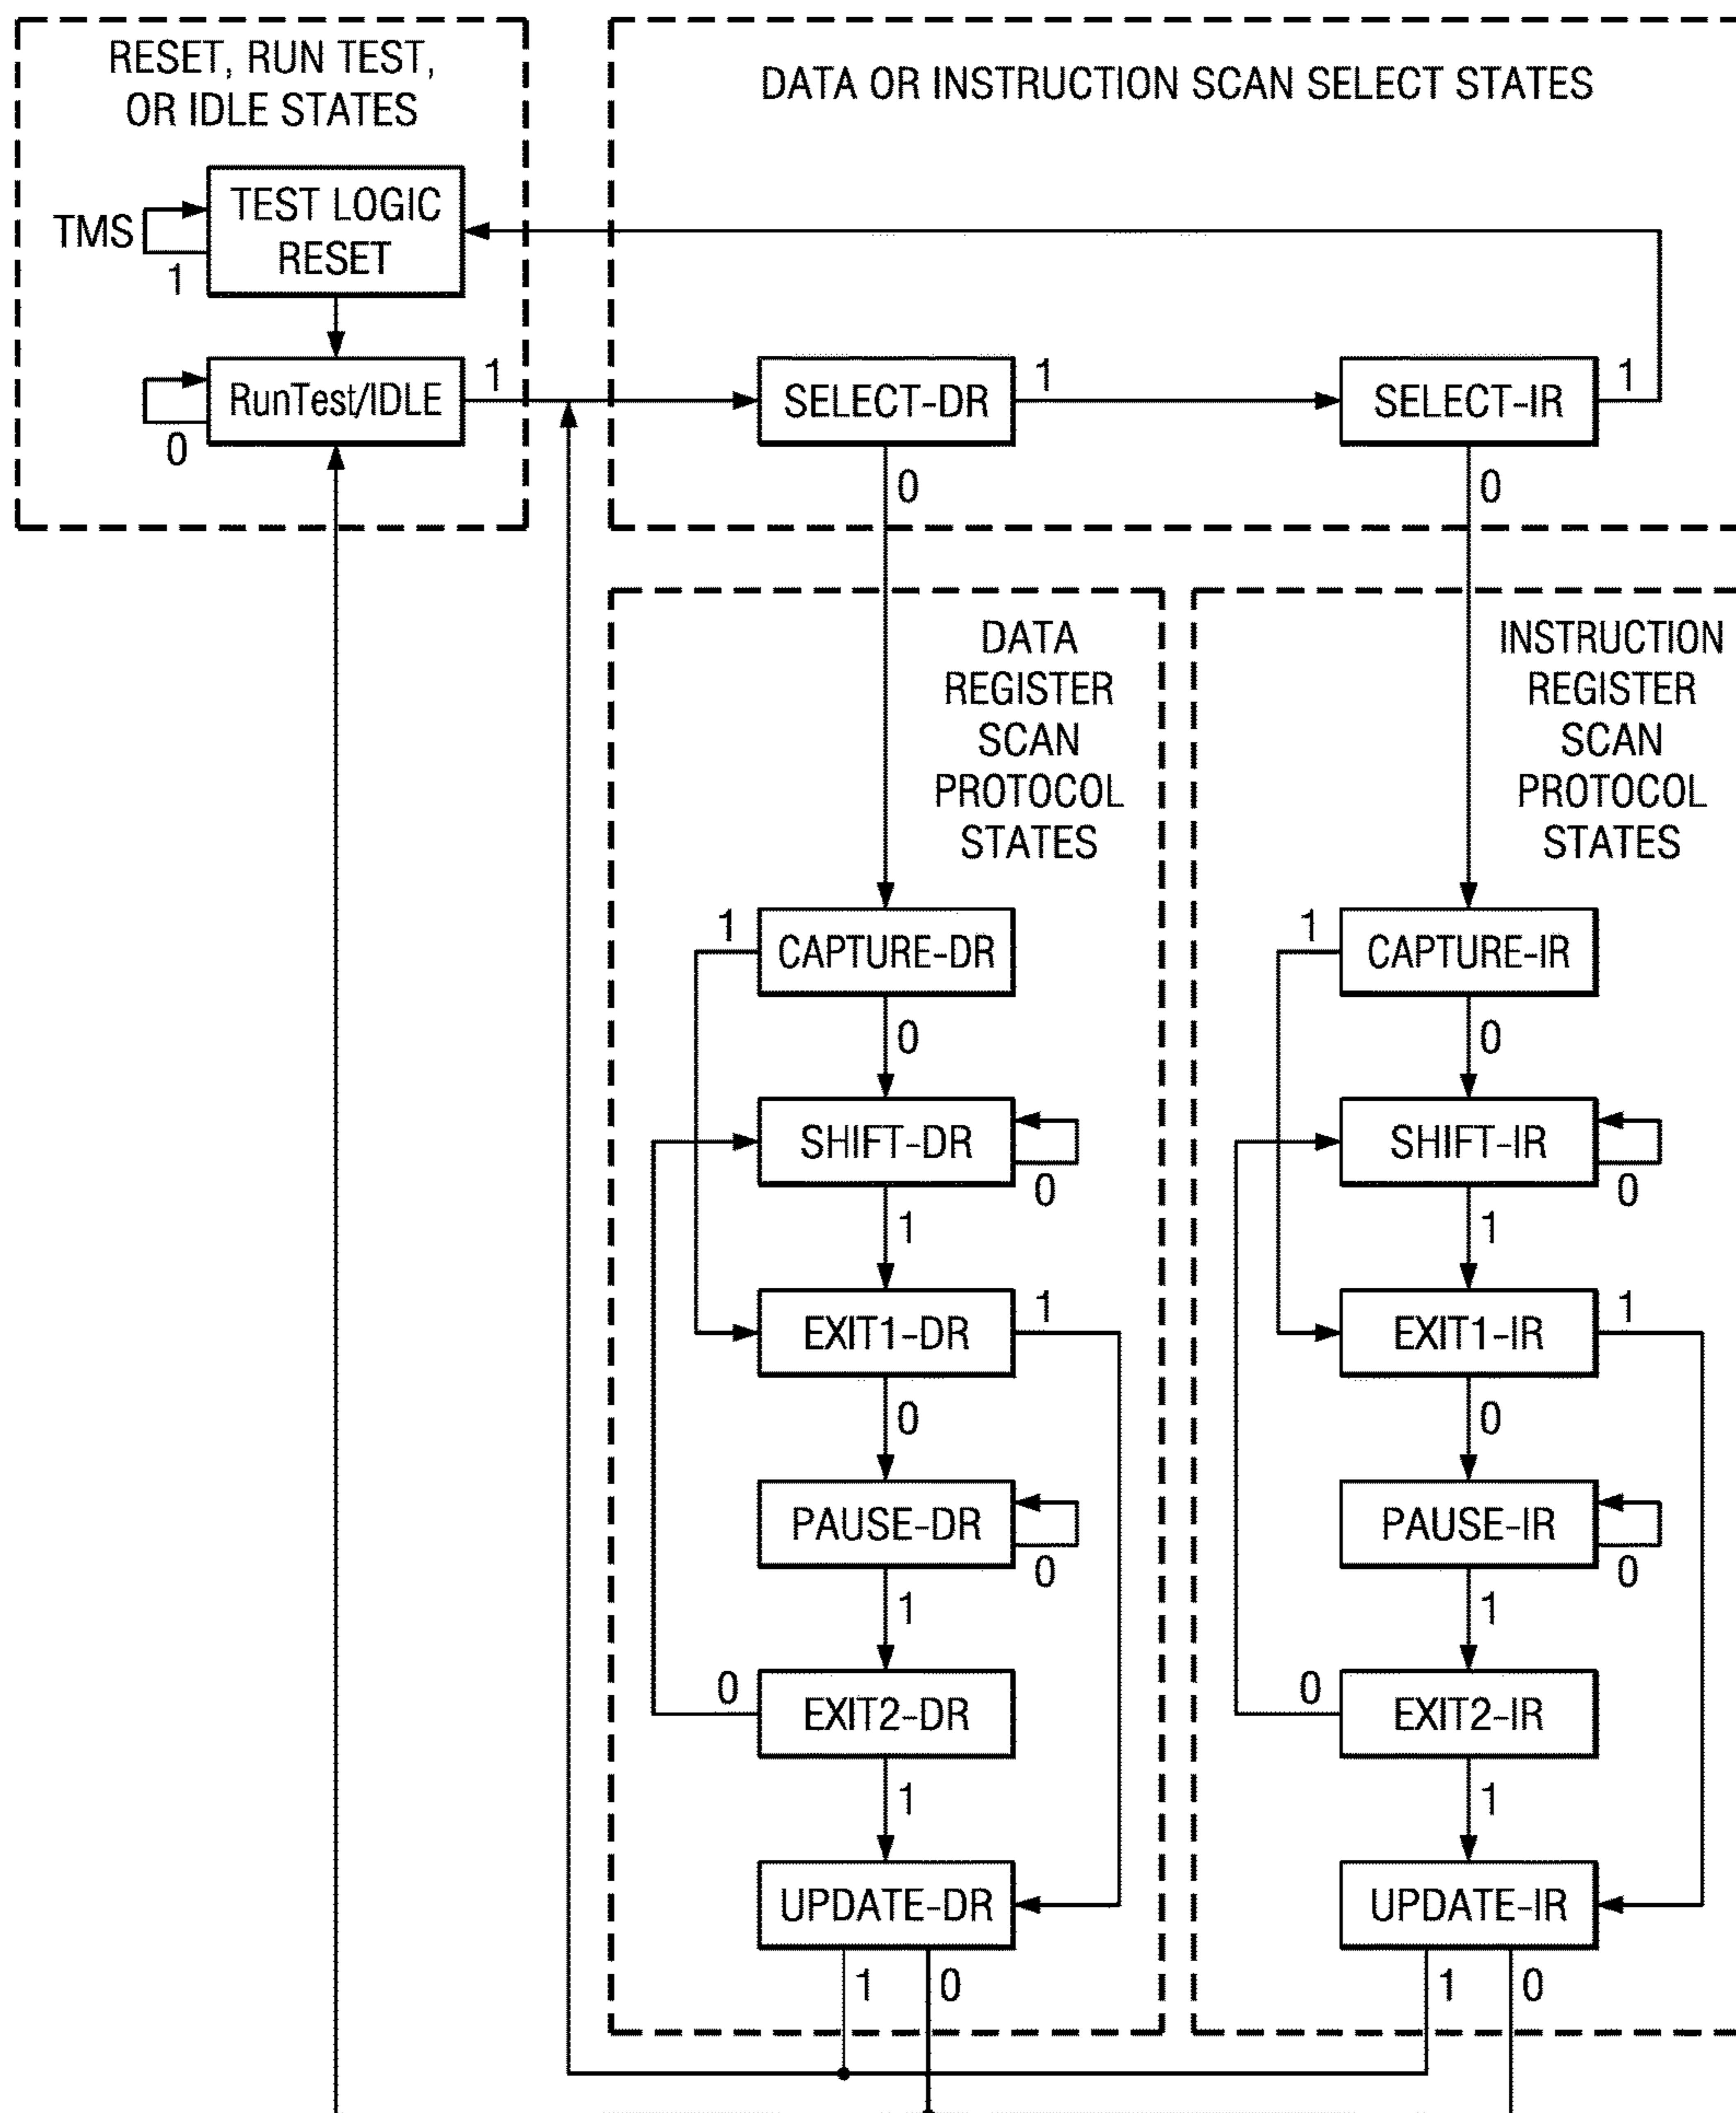 RESET, RUN TEST,
OR IDLE STATES
DATA OR INSTRUCTION SCAN SELECT STATES
TMS
1
TEST LOGIC
RESET
0
RunTest/IDLE
1
SELECT-DR
1
SELECT-IR
1
0
0
DATA
REGISTER
SCAN
PROTOCOL
STATES
INSTRUCTION
REGISTER
SCAN
PROTOCOL
STATES
1
CAPTURE-DR
0
SHIFT-DR
0
1
EXIT1-DR
1
0
PAUSE-DR
0
1
0
EXIT2-DR
1
UPDATE-DR
1
0
1
CAPTURE-IR
0
SHIFT-IR
0
1
EXIT1-IR
1
0
PAUSE-IR
0
1
0
EXIT2-IR
1
UPDATE-IR
1
0